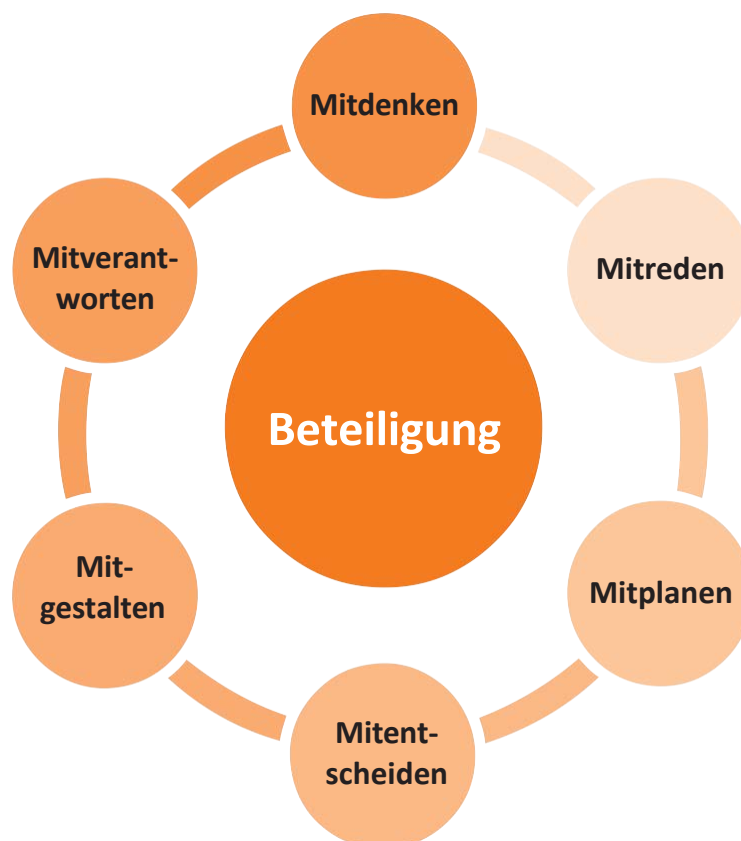 Mitdenken
Mitreden
Mitplanen
Mitent-
scheiden
Mit-
gestalten
Mitverant-
worten
Beteiligung